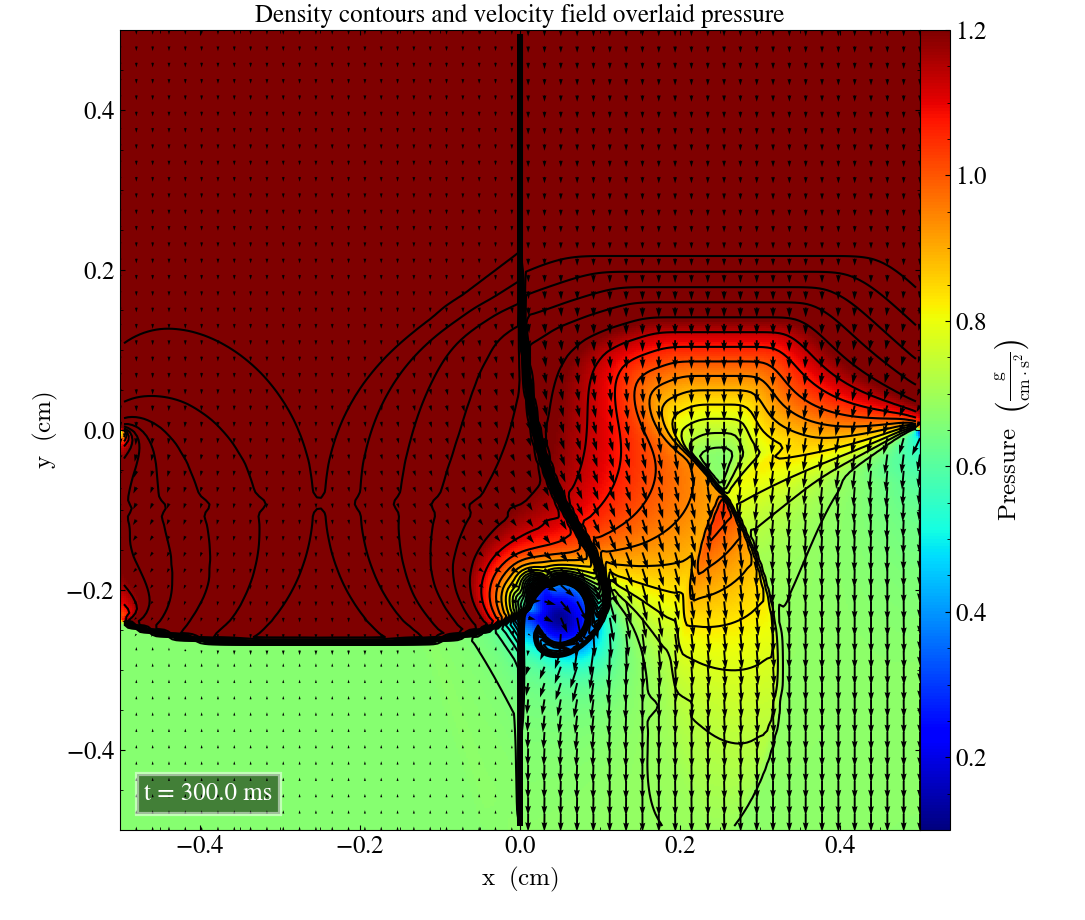 Density contours and velocity field overlaid pressure
0.4
0.2
0.0
−0.2
−0.4
y (cm)
t = 300.0 ms
−0.4 −0.2 0.0 0.2 0.4
x (cm)
1.2
1.0
0.8
0.6
0.4
0.2
Pressure (g/cm · s²)